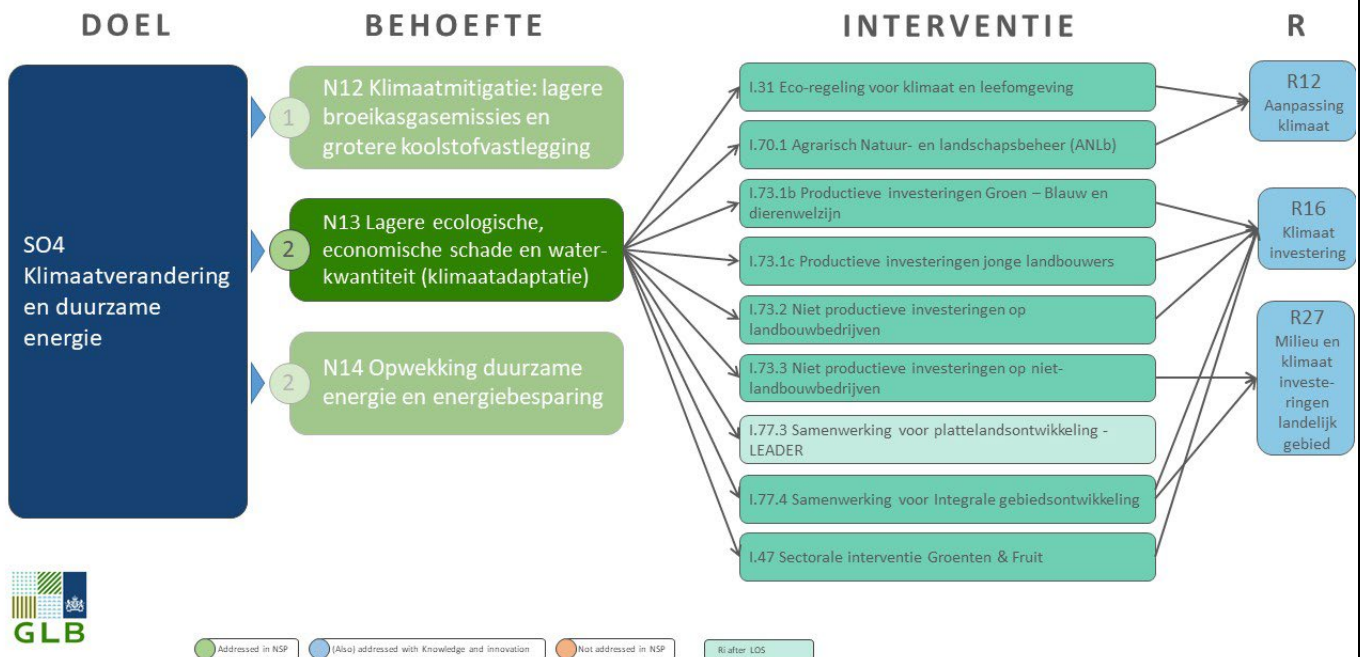 DOEL
BEHOEFTE
INTERVENTIE
R
SO4
Klimaatverandering
en duurzame
energie
1
N12 Klimaatmitigatie: lagere
broeikasgasemissies en
grotere koolstofvastlegging
2
N13 Lagere ecologische,
economische schade en water-
kwantiteit (klimaatadaptatie)
2
N14 Opwekking duurzame
energie en energiebesparing
I.31 Eco-regeling voor klimaat en leefomgeving
I.70.1 Agrarisch Natuur- en landschapsbeheer (ANLb)
I.73.1b Productieve investeringen Groen – Blauw en
dierenwelzijn
I.73.1c Productieve investeringen jonge landbouwers
I.73.2 Niet productieve investeringen op
landbouwbedrijven
I.73.3 Niet productieve investeringen op niet-
landbouwbedrijven
I.77.3 Samenwerking voor plattelandsontwikkeling -
LEADER
I.77.4 Samenwerking voor Integrale gebiedsontwikkeling
I.47 Sectorale interventie Groenten & Fruit
R12
Aanpassing
klimaat
R16
Klimaat
investering
R27
Milieu en
klimaat
investe-
ringen
landelijk
gebied
GLB
Addressed in NSP
(Also) addressed with Knowledge and innovation
Not addressed in NSP
Ri after LOS